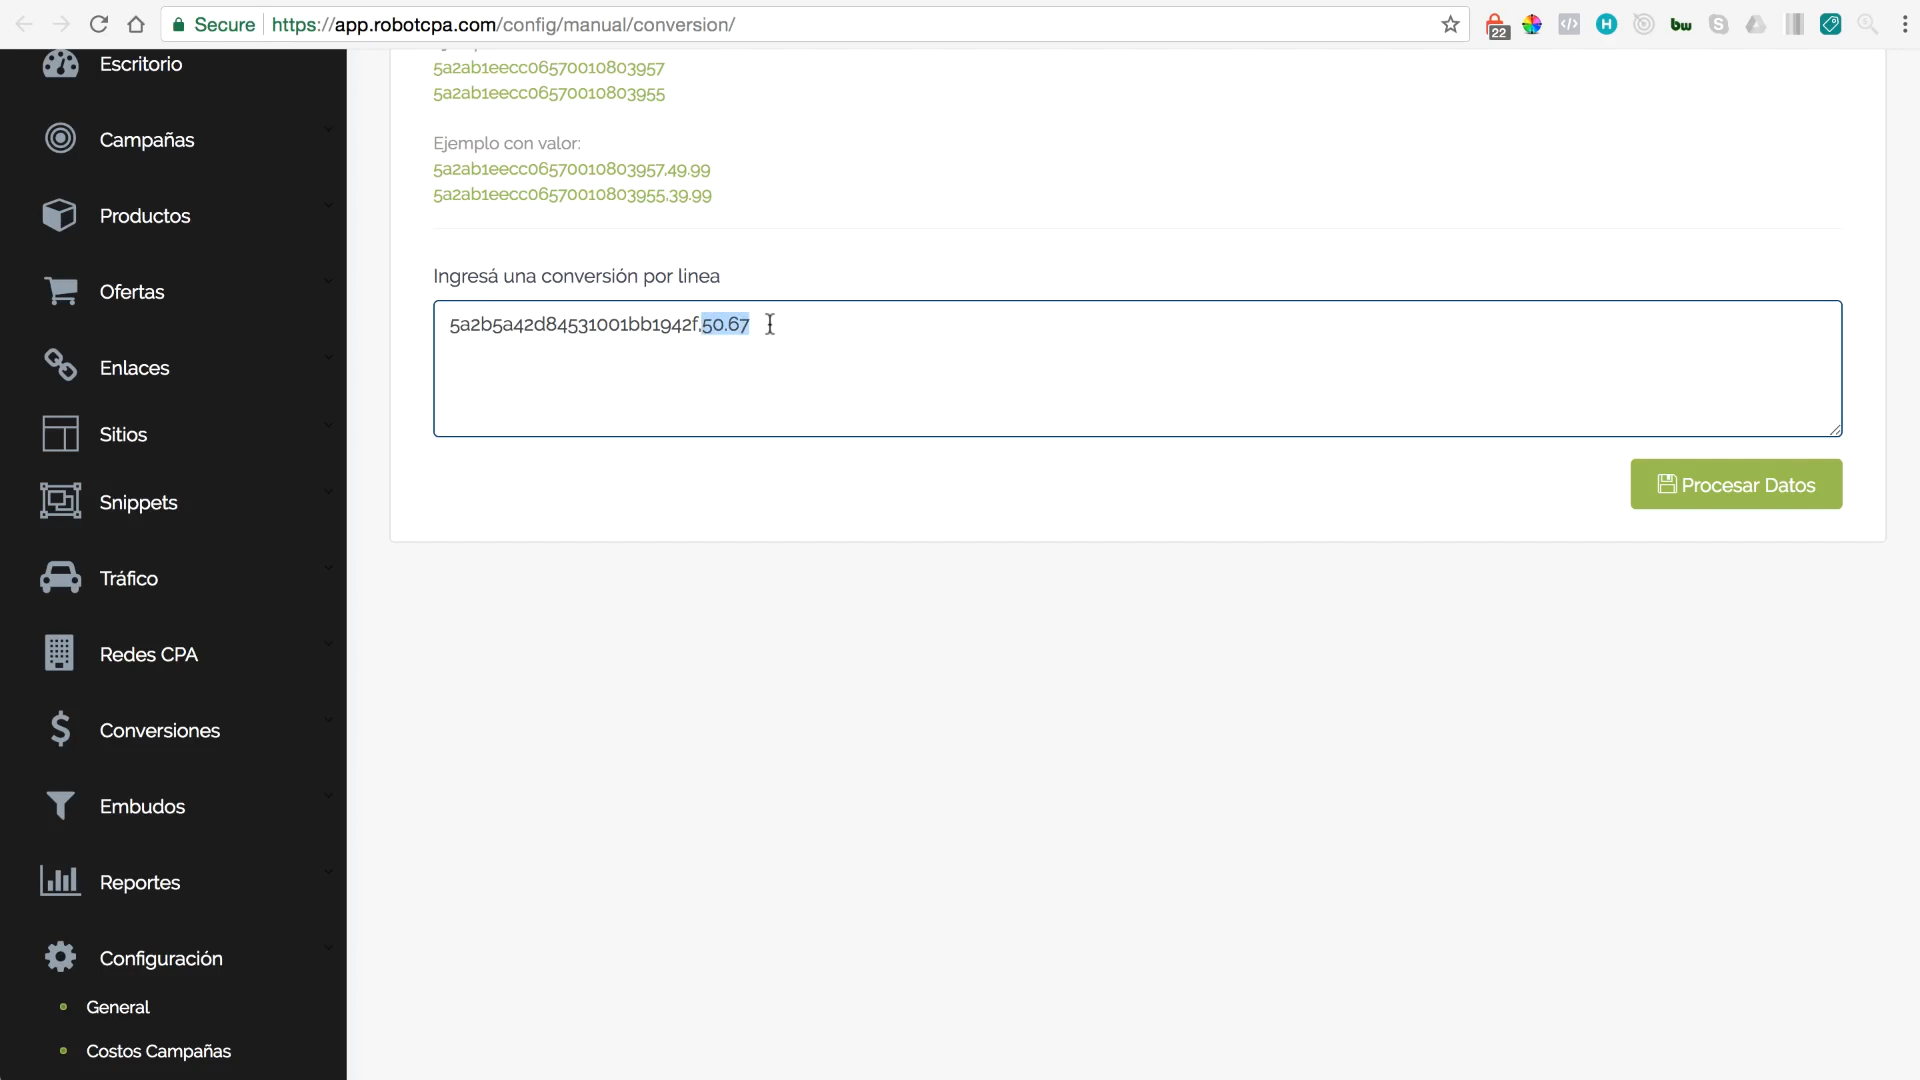 Secure https://app.robotcpa.com/config/manual/conversion/
22
H
bw
S
Escritorio
Campañas
Productos
Ofertas
Enlaces
Sitios
Snippets
Tráfico
Redes CPA
Conversiones
Embudos
Reportes
Configuración
General
Costos Campañas
5a2ab1eecc06570010803957
5a2ab1eecc06570010803955
Ejemplo con valor:
5a2ab1eecc06570010803957,49.99
5a2ab1eecc06570010803955,39.99
Ingresá una conversión por linea
5a2b5a42d84531001bb1942f,50.67
Procesar Datos